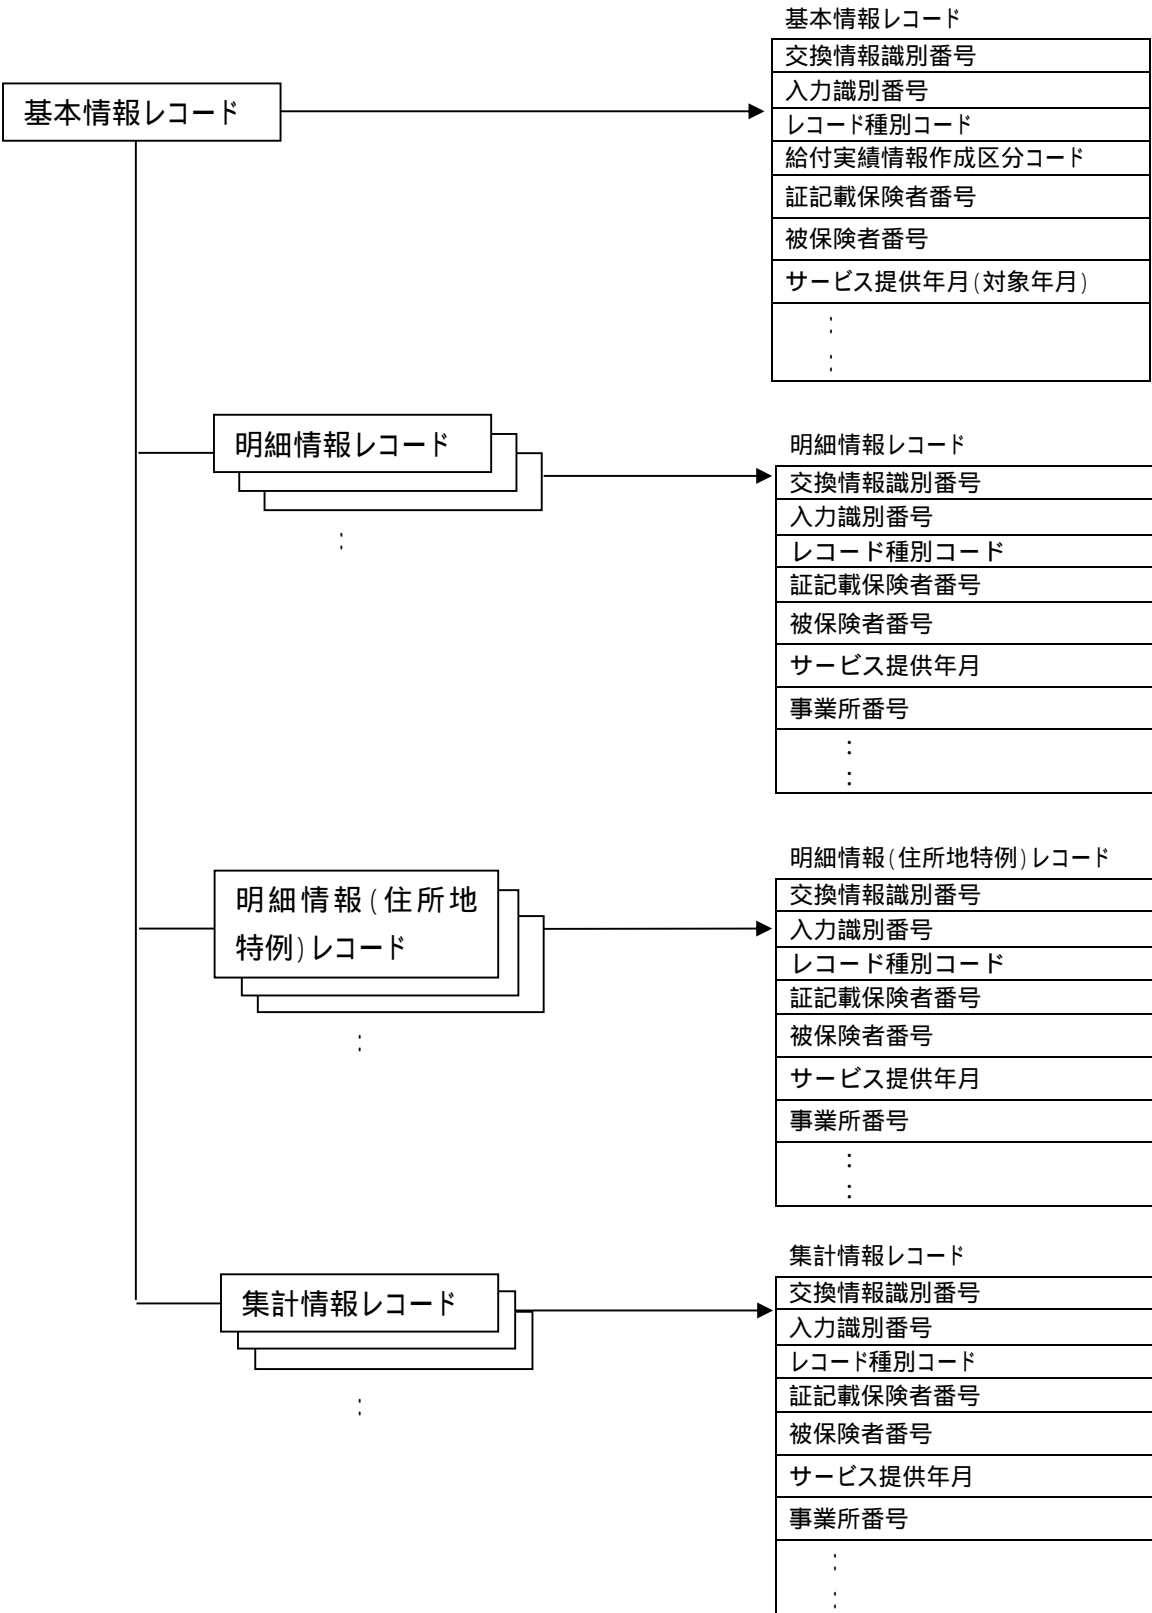 基本情報レコード
基本情報レコード
交換情報識別番号
入力識別番号
レコード種別コード
給付実績情報作成区分コード
証記載保険者番号
被保険者番号
サービス提供年月(対象年月)
:
:
明細情報レコード
:
明細情報レコード
交換情報識別番号
入力識別番号
レコード種別コード
証記載保険者番号
被保険者番号
サービス提供年月
事業所番号
:
:
明細情報(住所地
特例)レコード
:
明細情報(住所地特例)レコード
交換情報識別番号
入力識別番号
レコード種別コード
証記載保険者番号
被保険者番号
サービス提供年月
事業所番号
:
:
集計情報レコード
:
集計情報レコード
交換情報識別番号
入力識別番号
レコード種別コード
証記載保険者番号
被保険者番号
サービス提供年月
事業所番号
:
: